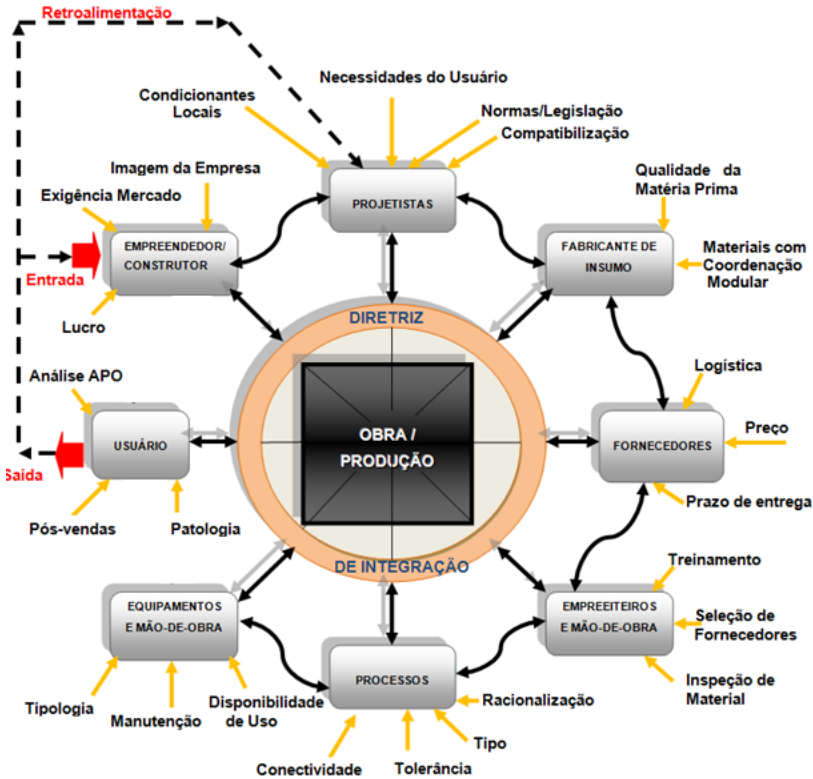 Retroalimentação
Necessidades do Usuário
Condicionantes
Locais
Normas/Legislação
Compatibilização
Imagem da Empresa
Exigência Mercado
Qualidade da
Matéria Prima
PROJETISTAS
EMPREENDEDOR/
CONSTRUTOR
FABRICANTE DE
INSUMO
Materiais com
Coordenação
Modular
Entrada
Lucro
DIRETRIZ
Análise APO
Logística
USUÁRIO
OBRA /
PRODUÇÃO
FORNECEDORES
Preço
Saída
Pós-vendas
Patologia
Prazo de entrega
DE INTEGRAÇÃO
Treinamento
EQUIPAMENTOS
E MÃO-DE-OBRA
EMPREEITEIROS
E MÃO-DE-OBRA
Seleção de
Fornecedores
PROCESSOS
Inspeção de
Material
Tipologia
Manutenção
Disponibilidade
de Uso
Racionalização
Tipo
Conectividade
Tolerância